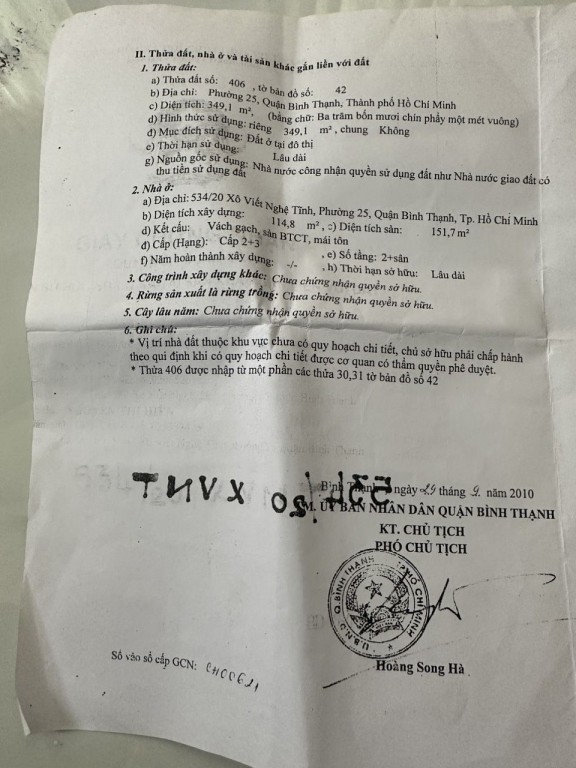 II. Thửa đất, nhà ở và tài sản khác gắn liền với đất
1. Thửa đất:
a) Thửa đất số: 406 , tờ bản đồ số: 42
b) Địa chỉ: Phường 25, Quận Bình Thạnh, Thành phố Hồ Chí Minh
c) Diện tích: 349,1 m², (bằng chữ: Ba trăm bốn mươi chín phẩy một mét vuông)
d) Hình thức sử dụng: riêng 349,1 m², chung Không
đ) Mục đích sử dụng: Đất ở tại đô thị
e) Thời hạn sử dụng: Lâu dài
g) Nguồn gốc sử dụng: Nhà nước công nhận quyền sử dụng đất như Nhà nước giao đất có
thu tiền sử dụng đất
2. Nhà ở:
a) Địa chỉ: 534/20 Xô Viết Nghệ Tĩnh, Phường 25, Quận Bình Thạnh, Tp. Hồ Chí Minh
b) Diện tích xây dựng: 114,8 m², c) Diện tích sàn: 151,7m²
d) Kết cấu: Vách gạch, sàn BTCT, mái tôn
đ) Cấp (Hạng): Cấp 2+3 , e) Số tầng: 2+sân
f) Năm hoàn thành xây dựng: -/- , h) Thời hạn sở hữu: Lâu dài
3. Công trình xây dựng khác: Chưa chứng nhận quyền sở hữu.
4. Rừng sản xuất là rừng trồng: Chưa chứng nhận quyền sở hữu.
5. Cây lâu năm: Chưa chứng nhận quyền sở hữu.
6. Ghi chú:
* Vị trí nhà đất thuộc khu vực chưa có quy hoạch chi tiết, chủ sở hữu phải chấp hành
theo qui định khi có quy hoạch chi tiết được cơ quan có thẩm quyền phê duyệt.
* Thửa 406 được nhập từ một phần các thửa 30,31 tờ bản đồ số 42
Bình Thạnh, ngày 29 tháng 9. năm 2010
TM. ỦY BAN NHÂN DÂN QUẬN BÌNH THẠNH
KT. CHỦ TỊCH
PHÓ CHỦ TỊCH
534/20 XVNT
U.B.N.D Q.BÌNH THẠNH T.PHỐ HỒ CHÍ MINH
Hoàng Song Hà
Số vào sổ cấp GCN: CH00621